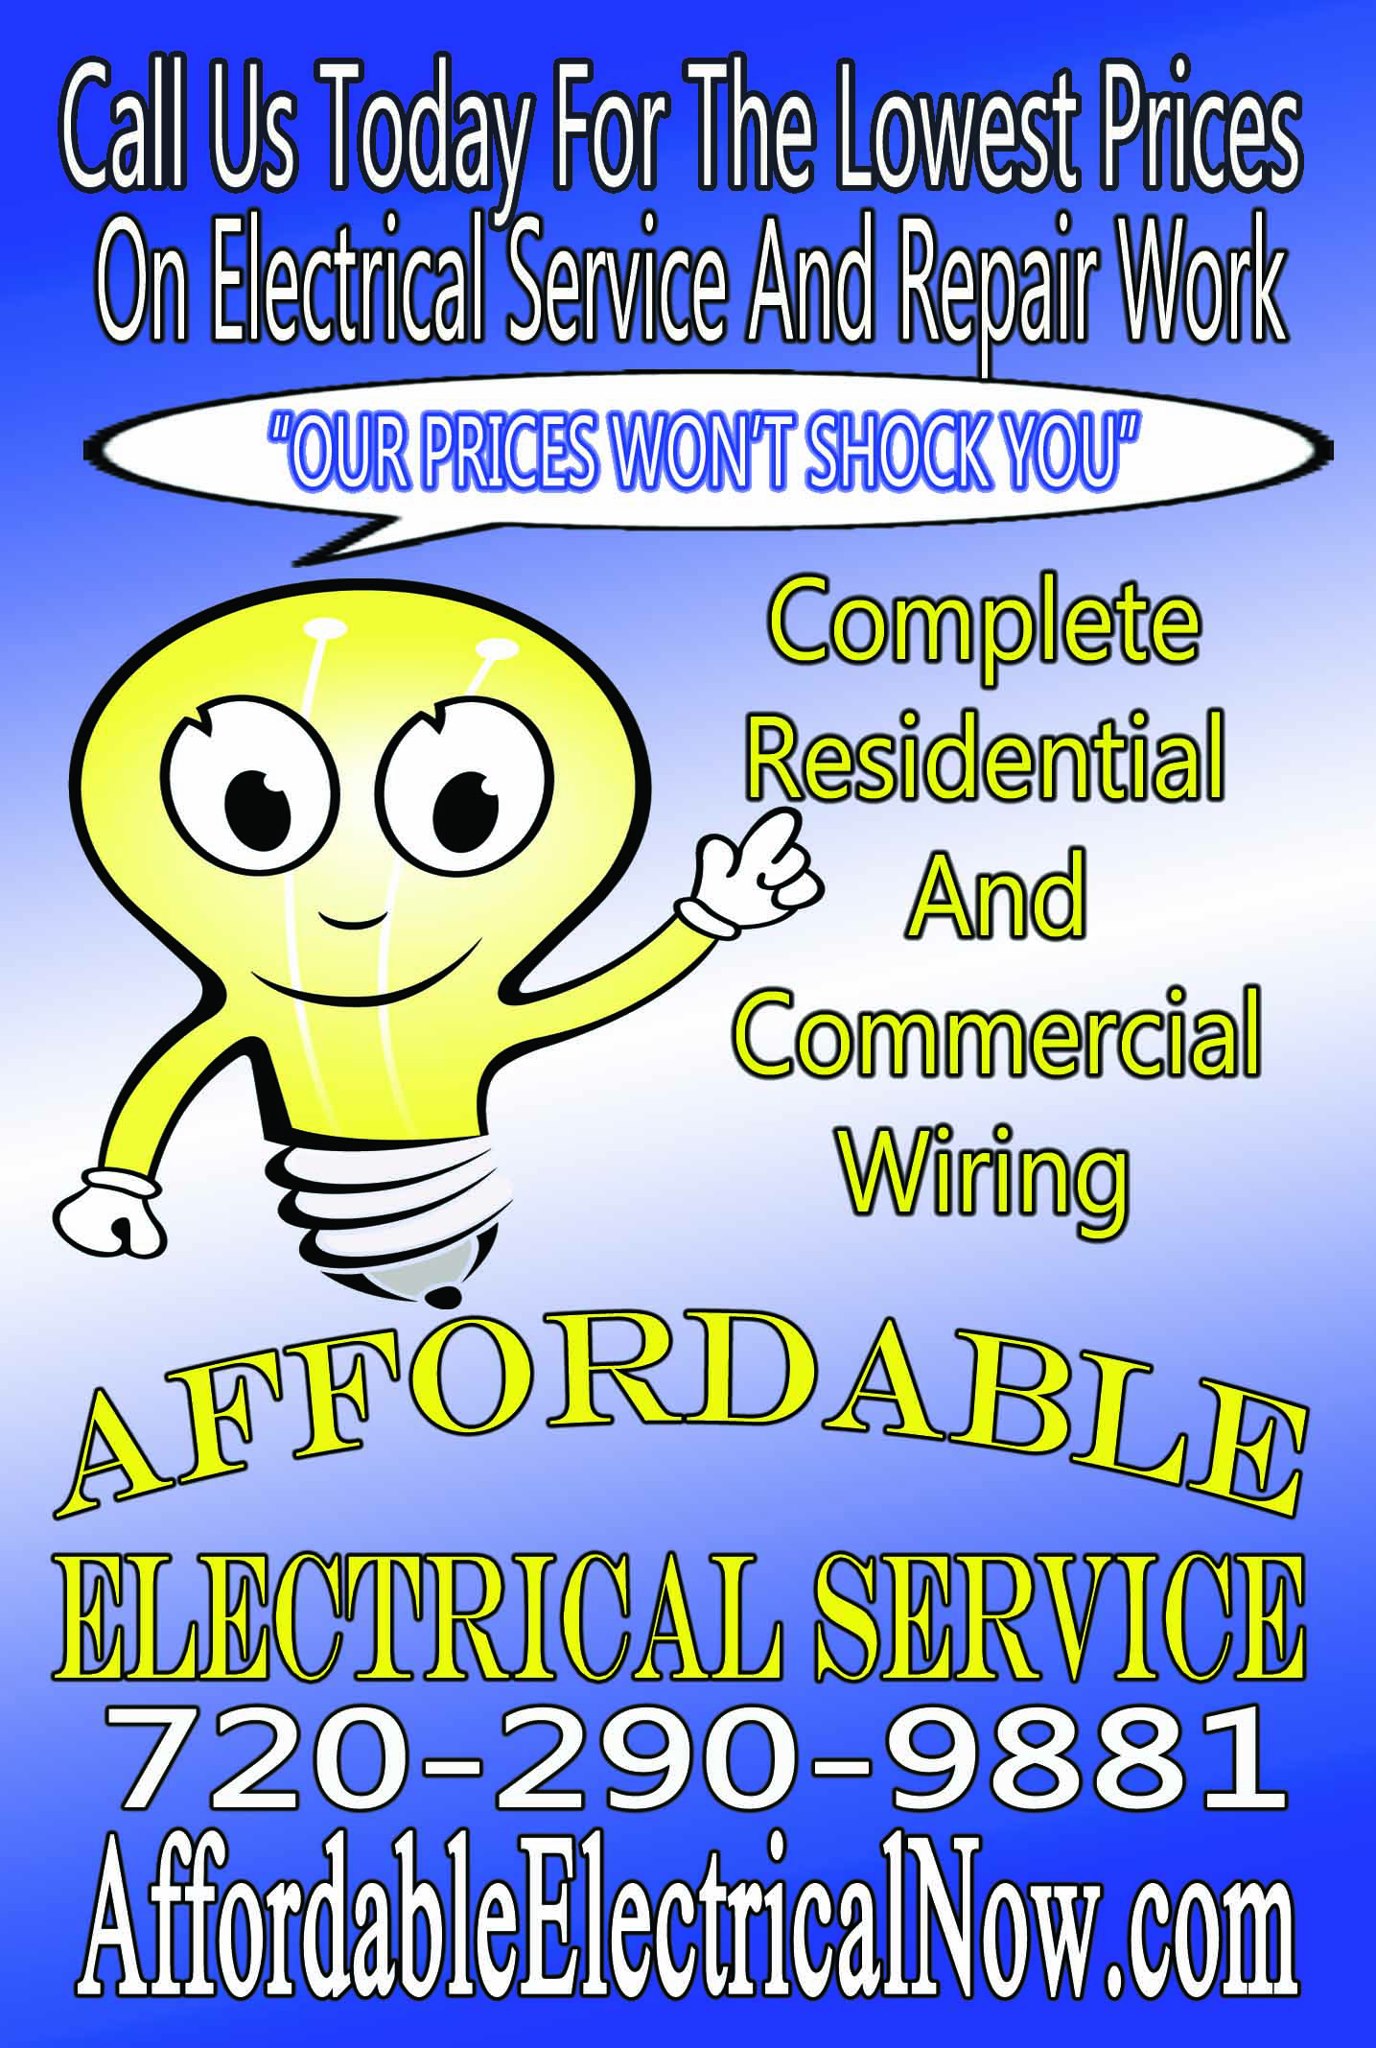 Call Us Today For The Lowest Prices
On Electrical Service And Repair Work
"OUR PRICES WON'T SHOCK YOU"
Complete
Residential
And
Commercial
Wiring
AFFORDABLE
ELECTRICAL SERVICE
720-290-9881
AffordableElectricalNow.com